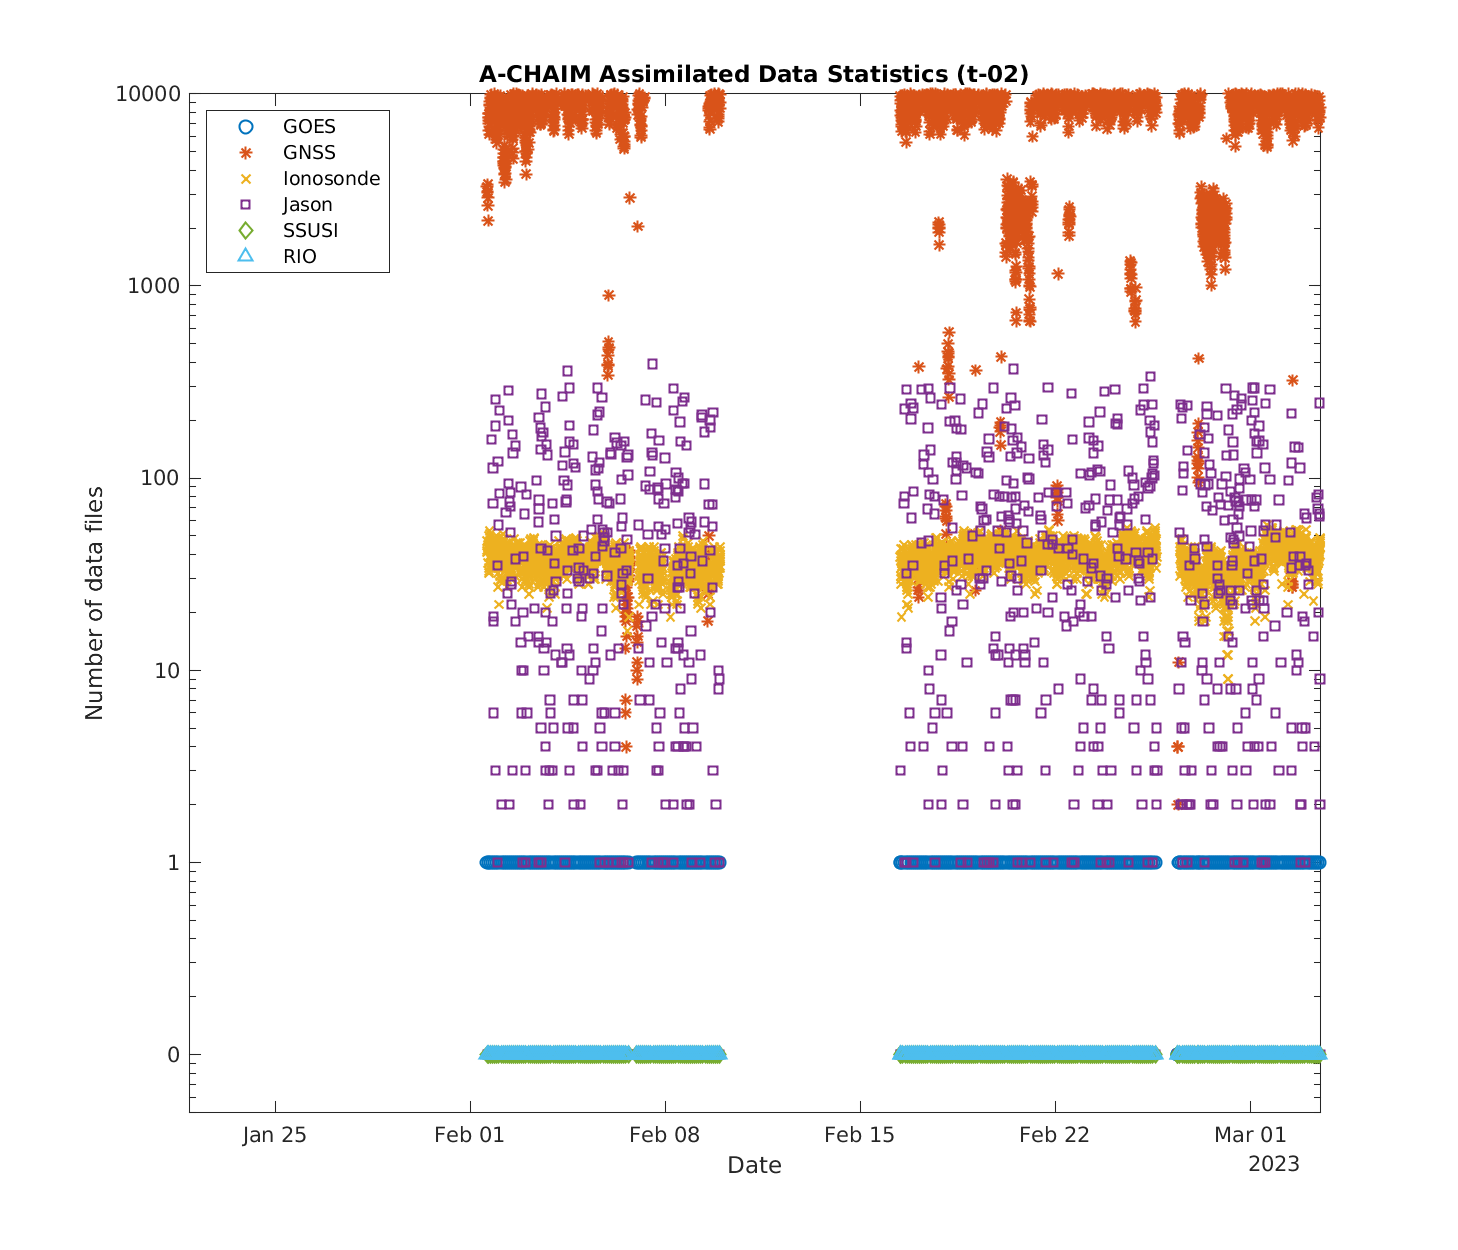 A-CHAIM Assimilated Data Statistics (t-02)
10000
1000
100
10
1
0
Number of data files
GOES
GNSS
Ionosonde
Jason
SSUSI
RIO
Jan 25
Feb 01
Feb 08
Feb 15
Feb 22
Mar 01
2023
Date